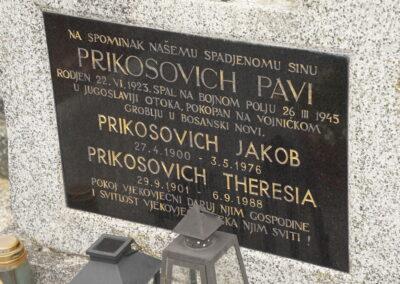 NA SPOMINAK NAŠEMU SPADJENOMU SINU
PRIKOSOVICH PAVI
RODJEN 22. VI. 1923. SPAL NA BOJNOM POLJU 26 III 1945
U JUGOSLAVIJI OTOKA, POKOPAN NA VOJNIČKOM
GROBLJU U BOSANSKI NOVI.
PRIKOSOVICH JAKOB
27.4.1900 - 3.5.1976
PRIKOSOVICH THERESIA
29.9.1901 - 6.9.1988
POKOJ VJEKOVJEČNI DARUJ NJIM GOSPODINE
I SVITLOST VJEKOVJE NJIM SVITI !